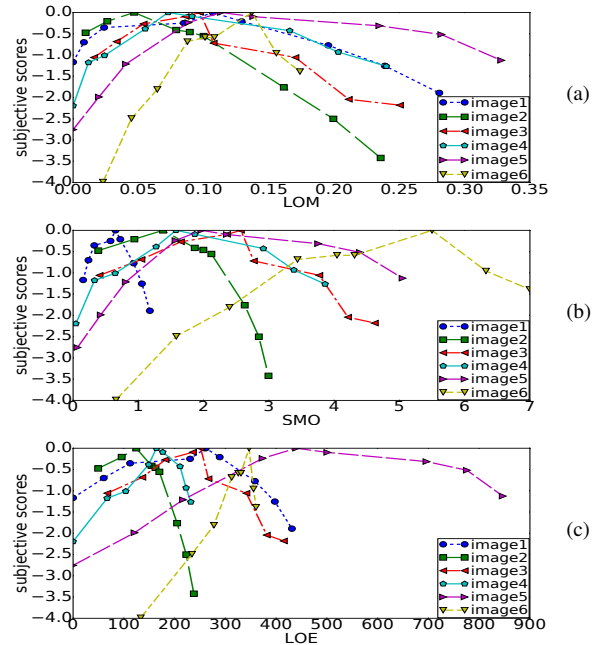 0.0
−0.5
−1.0
−1.5
−2.0
−2.5
−3.0
−3.5
−4.0
subjective scores
0.00 0.05 0.10 0.15 0.20 0.25 0.30 0.35
LOM
image1
image2
image3
image4
image5
image6
(a)
0.0
−0.5
−1.0
−1.5
−2.0
−2.5
−3.0
−3.5
−4.0
subjective scores
0 1 2 3 4 5 6 7
SMO
image1
image2
image3
image4
image5
image6
(b)
0.0
−0.5
−1.0
−1.5
−2.0
−2.5
−3.0
−3.5
−4.0
subjective scores
0 100 200 300 400 500 600 700 800 900
LOE
image1
image2
image3
image4
image5
image6
(c)